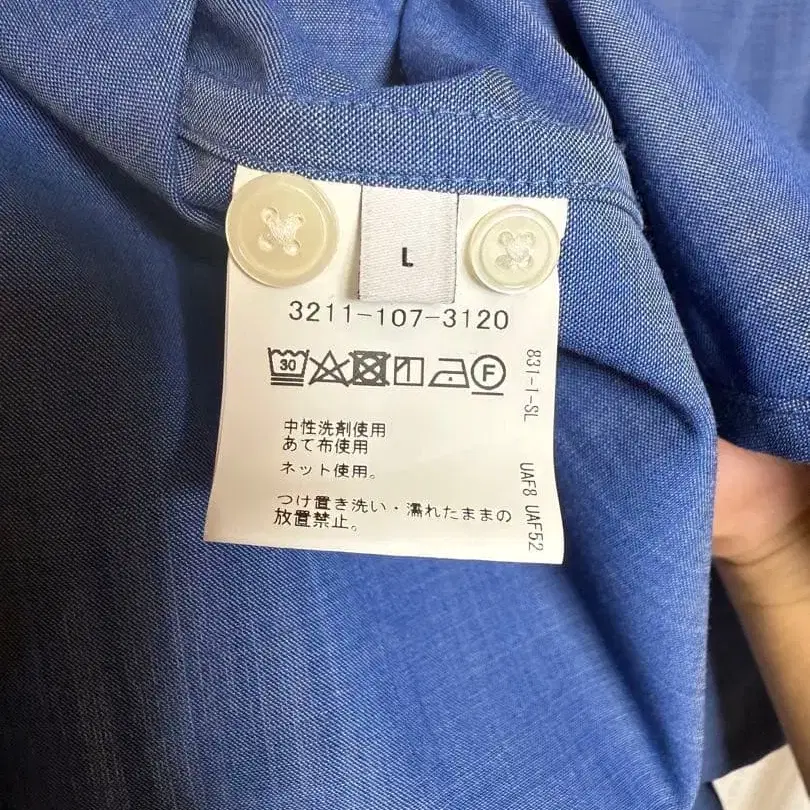 L
3211-107-3120
30
F
中性洗剤使用
あて布使用
ネット使用。
つけ置き洗い・濡れたままの
放置禁止。
831-1-SL UAF8 UAF52